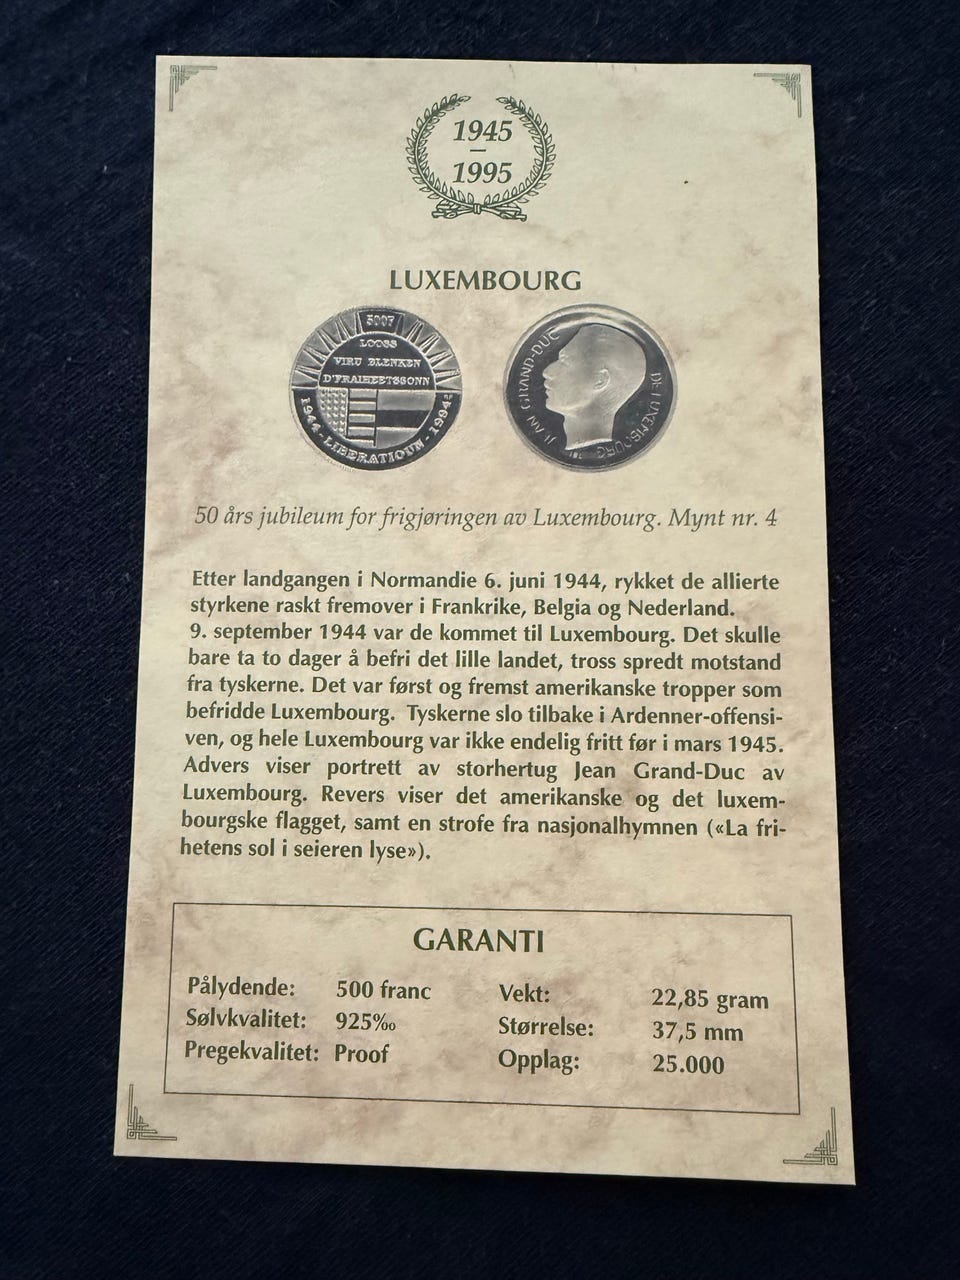 1945
–
1995
LUXEMBOURG
500F
LOOSS
VIRU BLENKEN
D'FRAIHEETSSONN
1944 - LIBERATIOUN - 1994
JEAN GRAND-DUC
DE LUXEMBOURG
50 års jubileum for frigjøringen av Luxembourg. Mynt nr. 4
Etter landgangen i Normandie 6. juni 1944, rykket de allierte
styrkene raskt fremover i Frankrike, Belgia og Nederland.
9. september 1944 var de kommet til Luxembourg. Det skulle
bare ta to dager å befri det lille landet, tross spredt motstand
fra tyskerne. Det var først og fremst amerikanske tropper som
befridde Luxembourg. Tyskerne slo tilbake i Ardenner-offensi-
ven, og hele Luxembourg var ikke endelig fritt før i mars 1945.
Advers viser portrett av storhertug Jean Grand-Duc av
Luxembourg. Revers viser det amerikanske og det luxem-
bourgske flagget, samt en strofe fra nasjonalhymnen («La fri-
hetens sol i seieren lyse»).
GARANTI
Pålydende: 500 franc Vekt: 22,85 gram
Sølvkvalitet: 925‰ Størrelse: 37,5 mm
Pregekvalitet: Proof Opplag: 25.000